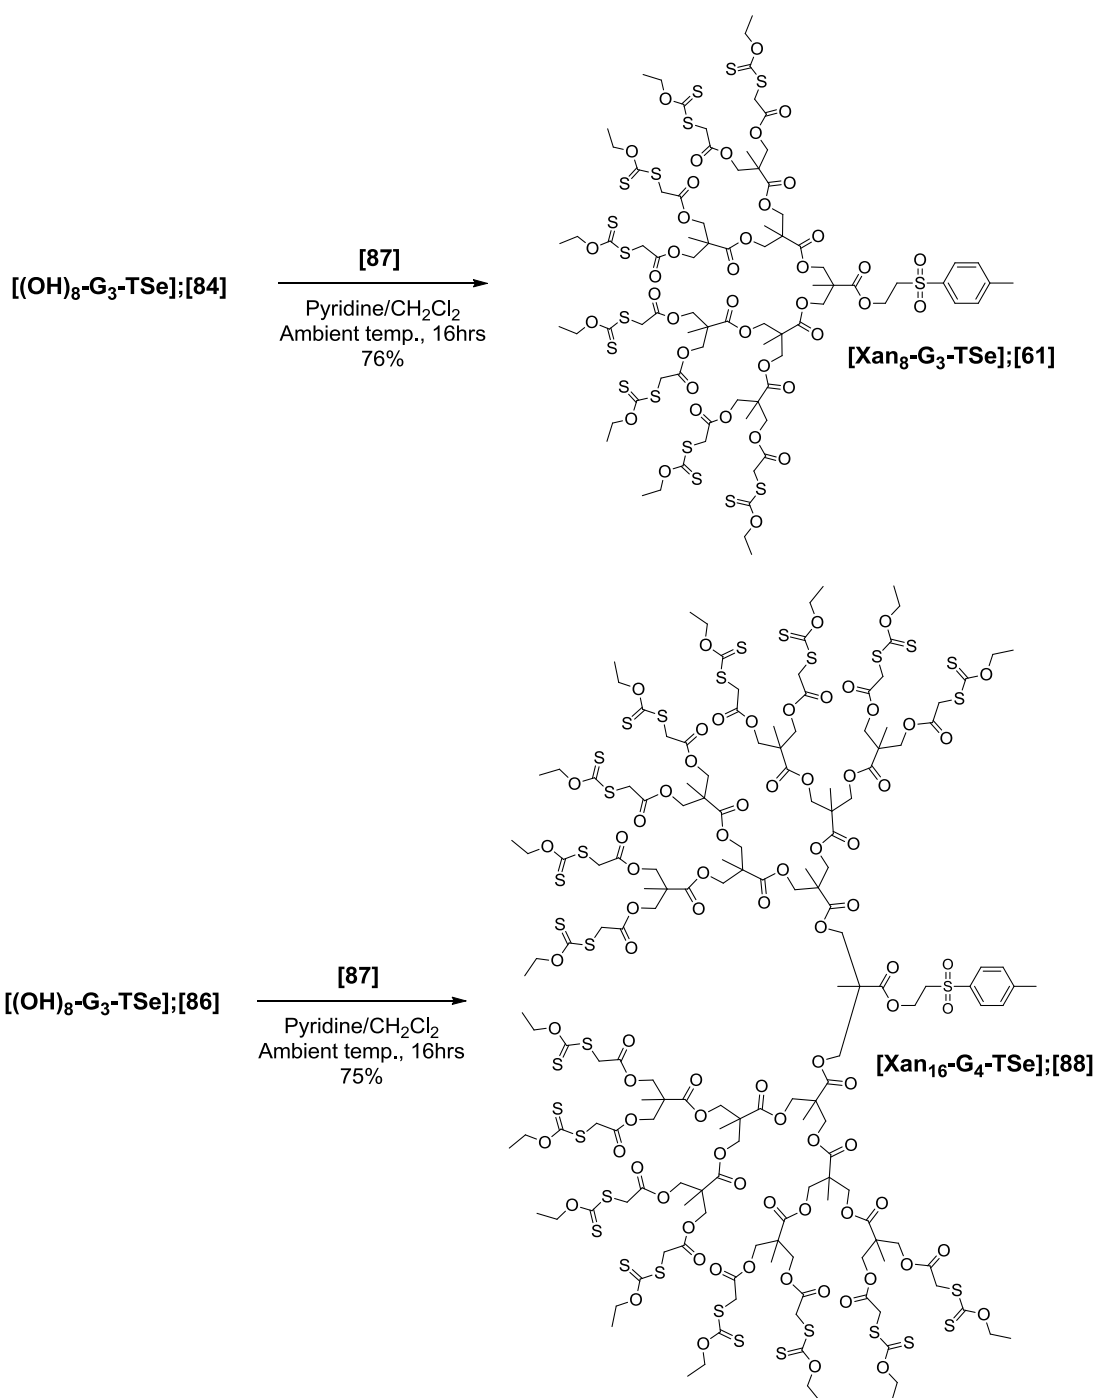 [(OH)8-G3-TSe];[84]
[87]
Pyridine/CH2Cl2
Ambient temp., 16hrs
76%
[Xan8-G3-TSe];[61]
[(OH)8-G3-TSe];[86]
[87]
Pyridine/CH2Cl2
Ambient temp., 16hrs
75%
[Xan16-G4-TSe];[88]